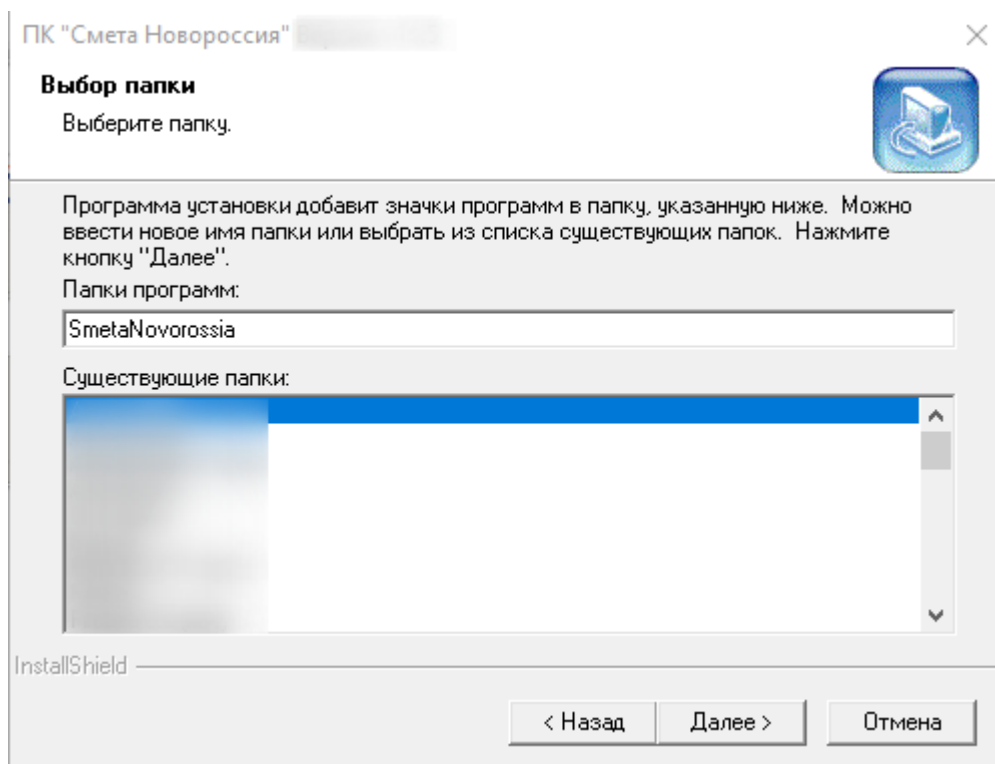 ПК "Смета Новороссия"
Выбор папки
Выберите папку.
Программа установки добавит значки программ в папку, указанную ниже.  Можно
ввести новое имя папки или выбрать из списка существующих папок.  Нажмите
кнопку "Далее".
Папки программ:
SmetaNovorossia
Существующие папки:
InstallShield
< Назад
Далее >
Отмена